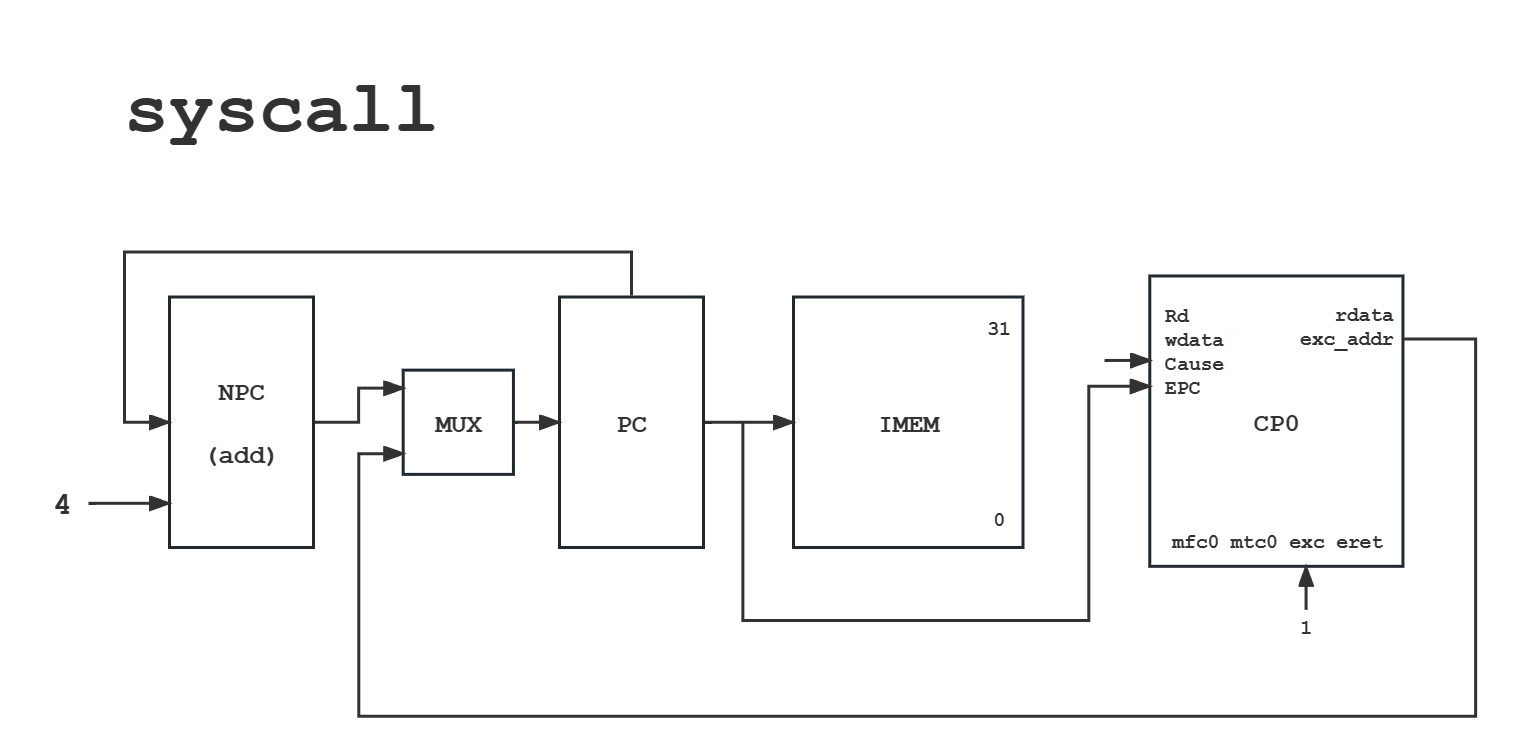 syscall
NPC
(add)
4
MUX
PC
31
IMEM
0
Rd
rdata
wdata
exc_addr
Cause
EPC
CP0
mfc0 mtc0 exc eret
1